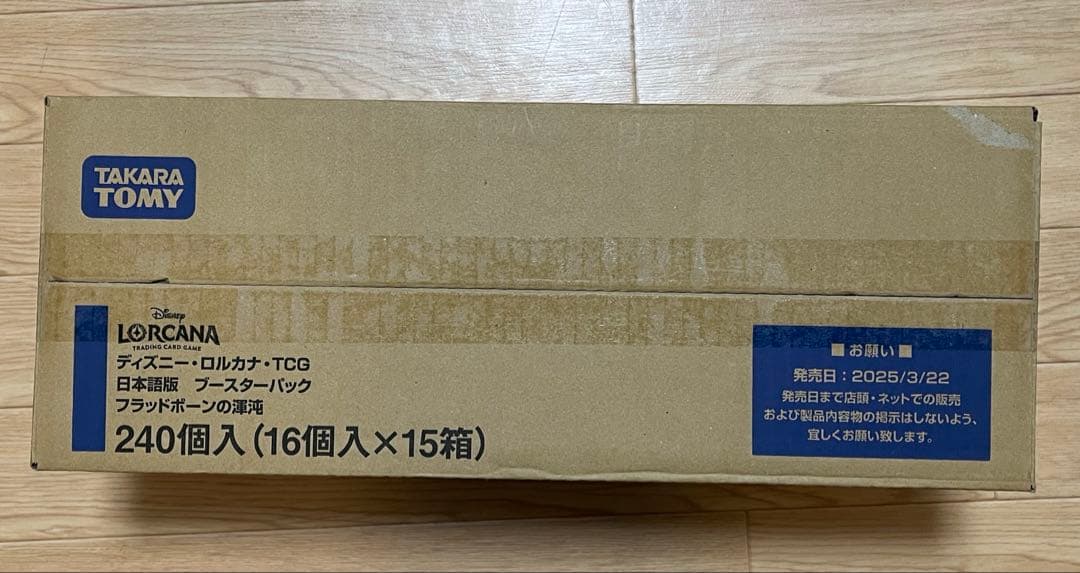 TAKARA
TOMY
Disney
LORCANA
TRADING CARD GAME
ディズニー・ロルカナ・TCG
日本語版 ブースターパック
フラッドボーンの渾沌
240個入(16個入×15箱)
■お願い■
発売日:2025/3/22
発売日まで店頭・ネットでの販売
および製品内容物の掲示はしないよう、
宜しくお願い致します。